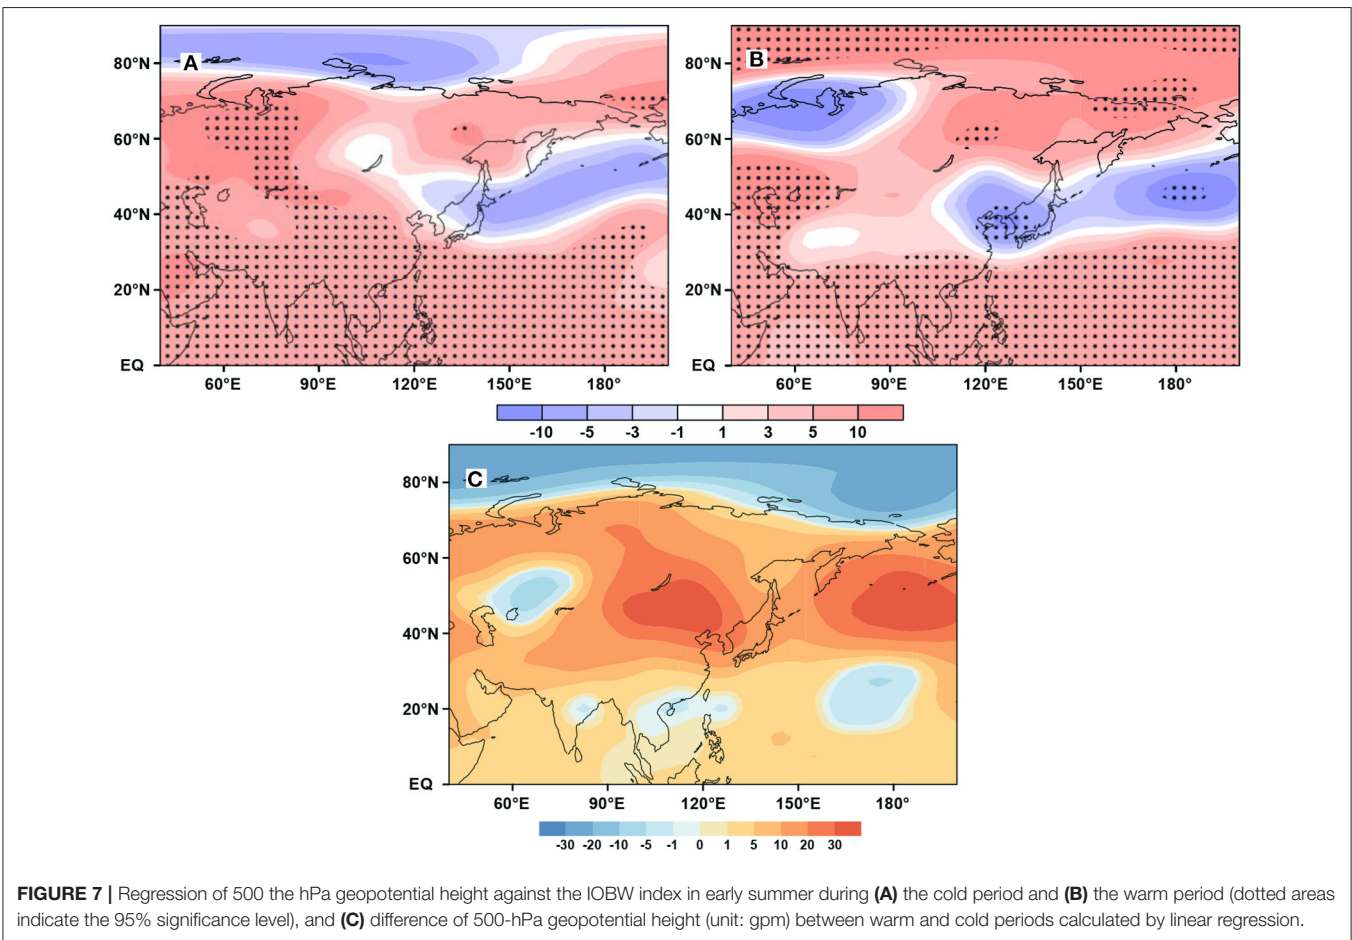 A
80°N
60°N
40°N
20°N
EQ
60°E 90°E 120°E 150°E 180°
B
80°N
60°N
40°N
20°N
EQ
60°E 90°E 120°E 150°E 180°
-10 -5 -3 -1 1 3 5 10
C
80°N
60°N
40°N
20°N
EQ
60°E 90°E 120°E 150°E 180°
-30 -20 -10 -5 -1 0 1 5 10 20 30
FIGURE 7 | Regression of 500 the hPa geopotential height against the IOBW index in early summer during (A) the cold period and (B) the warm period (dotted areas
indicate the 95% significance level), and (C) difference of 500-hPa geopotential height (unit: gpm) between warm and cold periods calculated by linear regression.